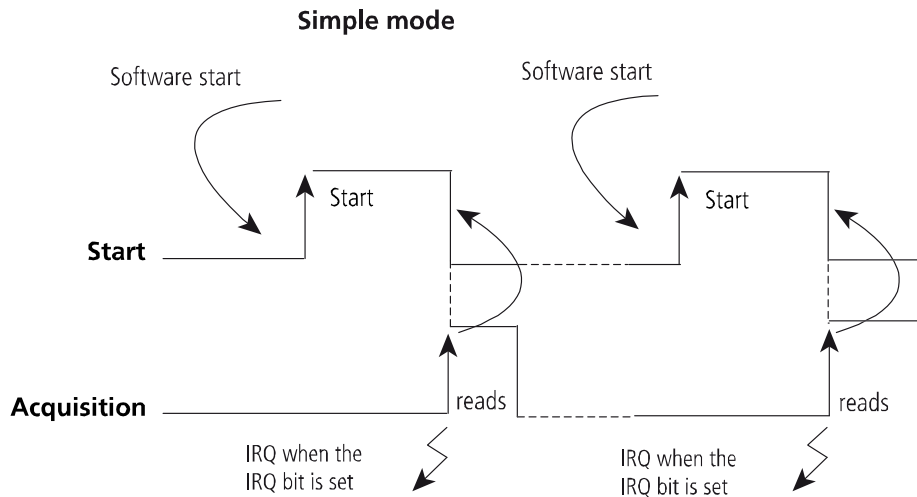 Simple mode
Software start
Software start
Start
Start
Start
Acquisition
reads
reads
IRQ when the
IRQ bit is set
IRQ when the
IRQ bit is set